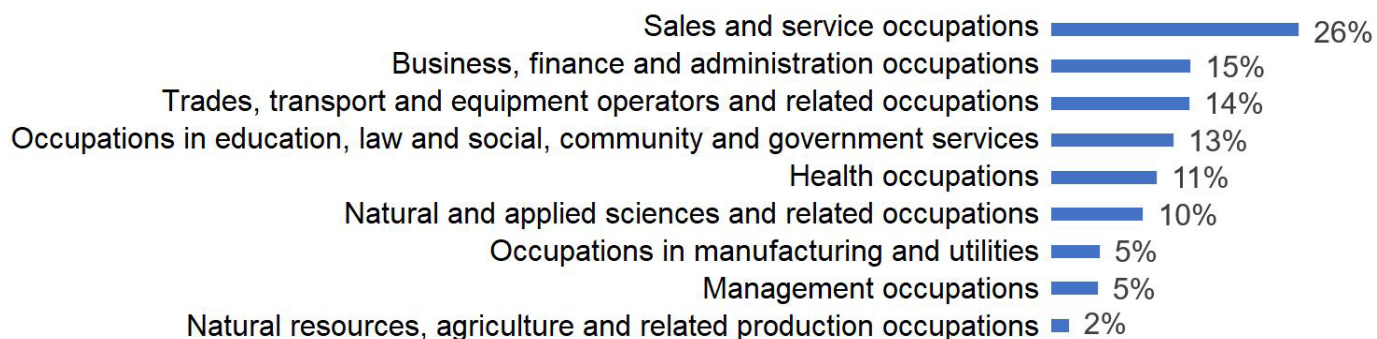 Sales and service occupations 26%
Business, finance and administration occupations 15%
Trades, transport and equipment operators and related occupations 14%
Occupations in education, law and social, community and government services 13%
Health occupations 11%
Natural and applied sciences and related occupations 10%
Occupations in manufacturing and utilities 5%
Management occupations 5%
Natural resources, agriculture and related production occupations 2%